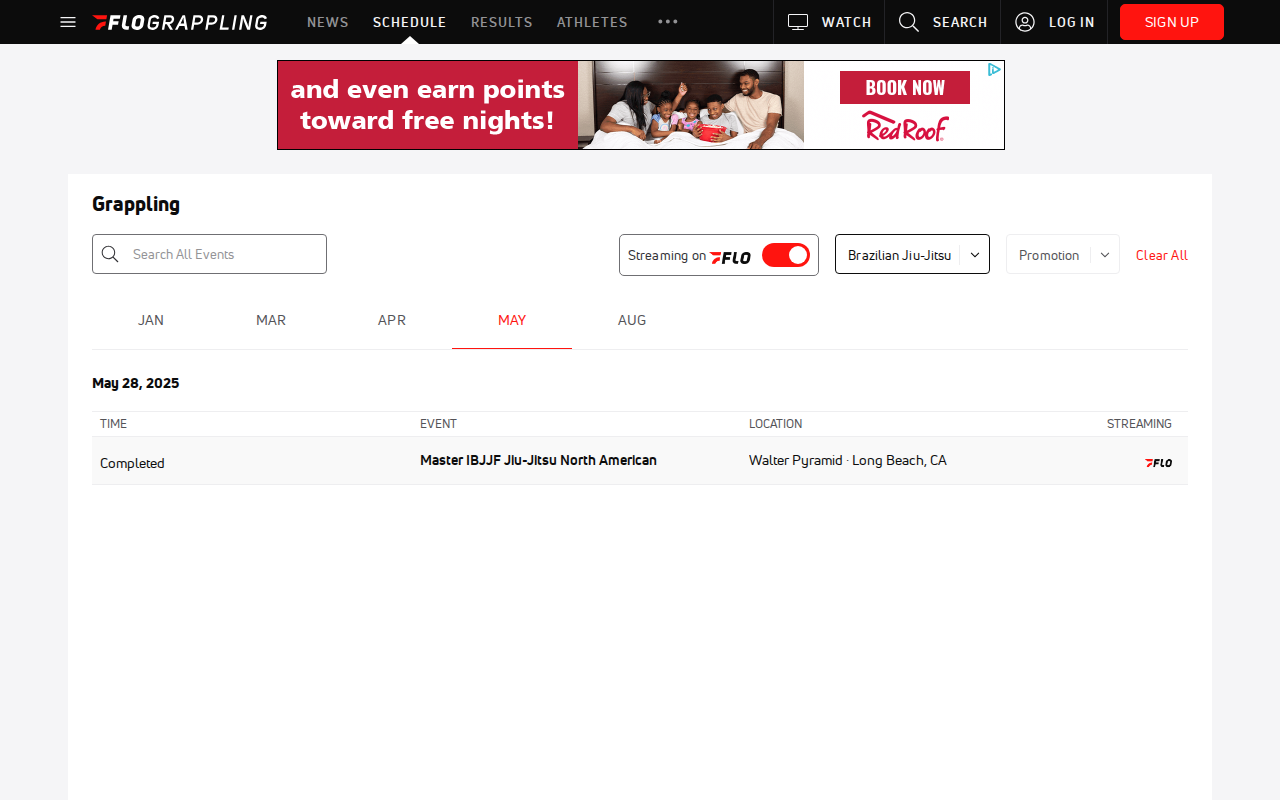 FLOGRAPPLING
NEWS
SCHEDULE
RESULTS
ATHLETES
WATCH
SEARCH
LOG IN
SIGN UP
and even earn points
toward free nights!
BOOK NOW
Red Roof
Grappling
Search All Events
Streaming on FLO
Brazilian Jiu-Jitsu
Promotion
Clear All
JAN
MAR
APR
MAY
AUG
May 28, 2025
TIME
EVENT
LOCATION
STREAMING
Completed
Master IBJJF Jiu-Jitsu North American
Walter Pyramid · Long Beach, CA
FLO